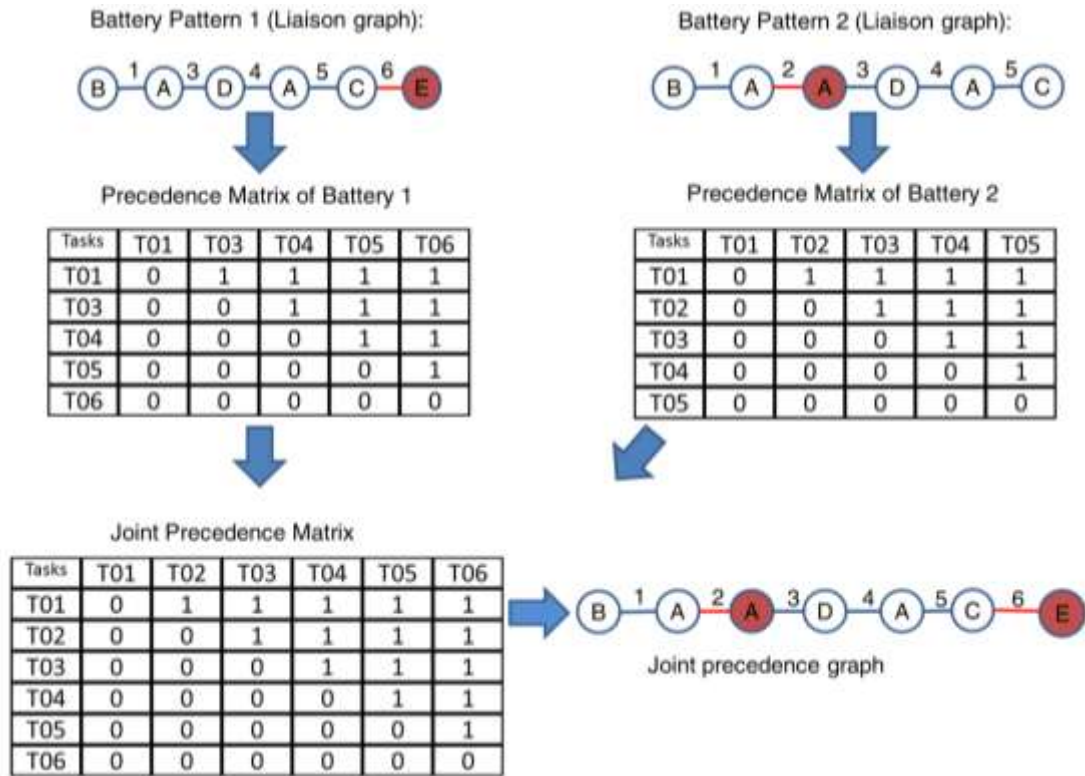 Battery Pattern 1 (Liaison graph):
B 1 A 3 D 4 A 5 C 6 E
Precedence Matrix of Battery 1
Tasks T01 T03 T04 T05 T06
T01 0 1 1 1 1
T03 0 0 1 1 1
T04 0 0 0 1 1
T05 0 0 0 0 1
T06 0 0 0 0 0
Battery Pattern 2 (Liaison graph):
B 1 A 2 A 3 D 4 A 5 C
Precedence Matrix of Battery 2
Tasks T01 T02 T03 T04 T05
T01 0 1 1 1 1
T02 0 0 1 1 1
T03 0 0 0 1 1
T04 0 0 0 0 1
T05 0 0 0 0 0
Joint Precedence Matrix
Tasks T01 T02 T03 T04 T05 T06
T01 0 1 1 1 1 1
T02 0 0 1 1 1 1
T03 0 0 0 1 1 1
T04 0 0 0 0 1 1
T05 0 0 0 0 0 1
T06 0 0 0 0 0 0
B 1 A 2 A 3 D 4 A 5 C 6 E
Joint precedence graph